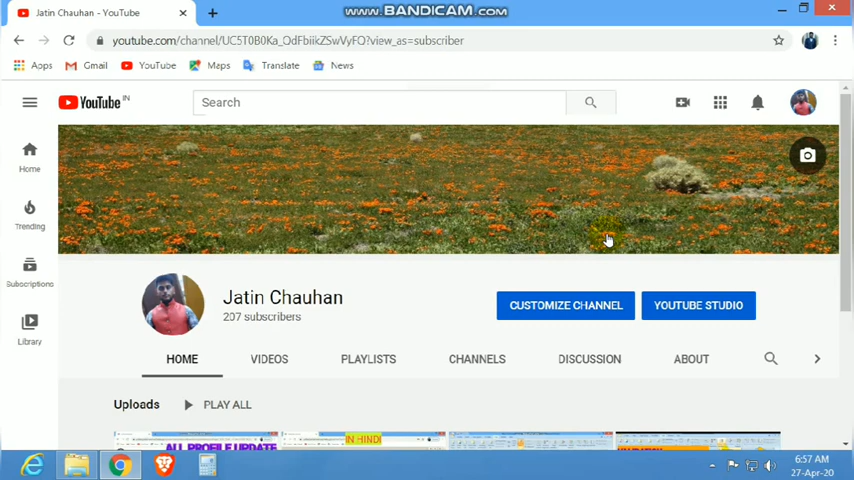 Jatin Chauhan - YouTube
WWW.BANDICAM.COM
youtube.com/channel/UC5T0B0Ka_OdFbiikZSwVyFQ?view_as=subscriber
Apps
Gmail
YouTube
Maps
Translate
News
YouTube IN
Search
Home
Trending
Subscriptions
Library
Jatin Chauhan
207 subscribers
CUSTOMIZE CHANNEL
YOUTUBE STUDIO
HOME
VIDEOS
PLAYLISTS
CHANNELS
DISCUSSION
ABOUT
Uploads
PLAY ALL
ALL PROFILE UPDATE
IN HINDI
6:57 AM
27-Apr-20